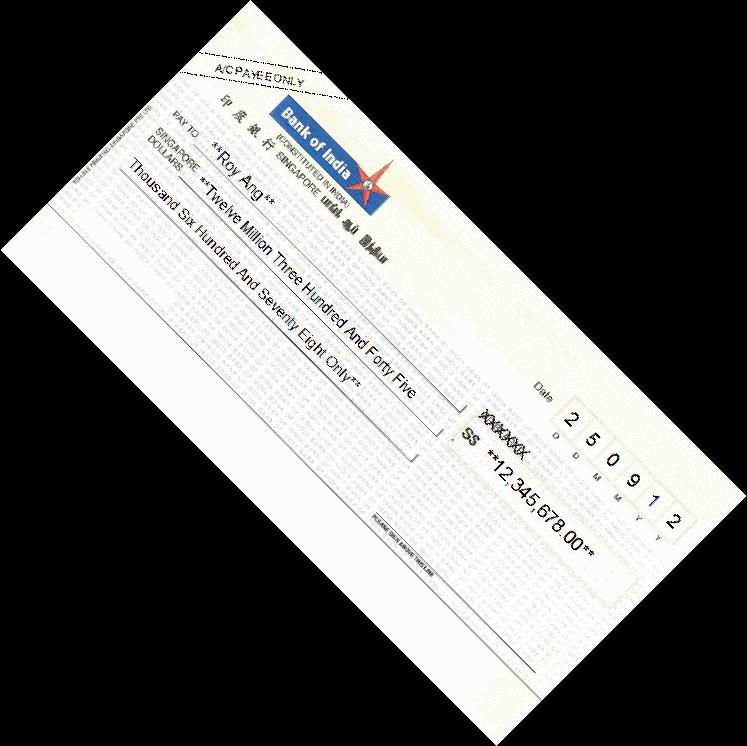 A/C PAYEE ONLY
Bank of India
(CONSTITUTED IN INDIA)
印度銀行 SINGAPORE
Date 2 5 0 9 1 2
D D M M Y Y
PAY TO **Roy Ang**
XXXXXX
SINGAPORE
DOLLARS
**Twelve Million Three Hundred And Forty Five
Thousand Six Hundred And Seventy Eight Only**
S$ **12,345,678.00**
PLEASE SIGN ABOVE THIS LINE